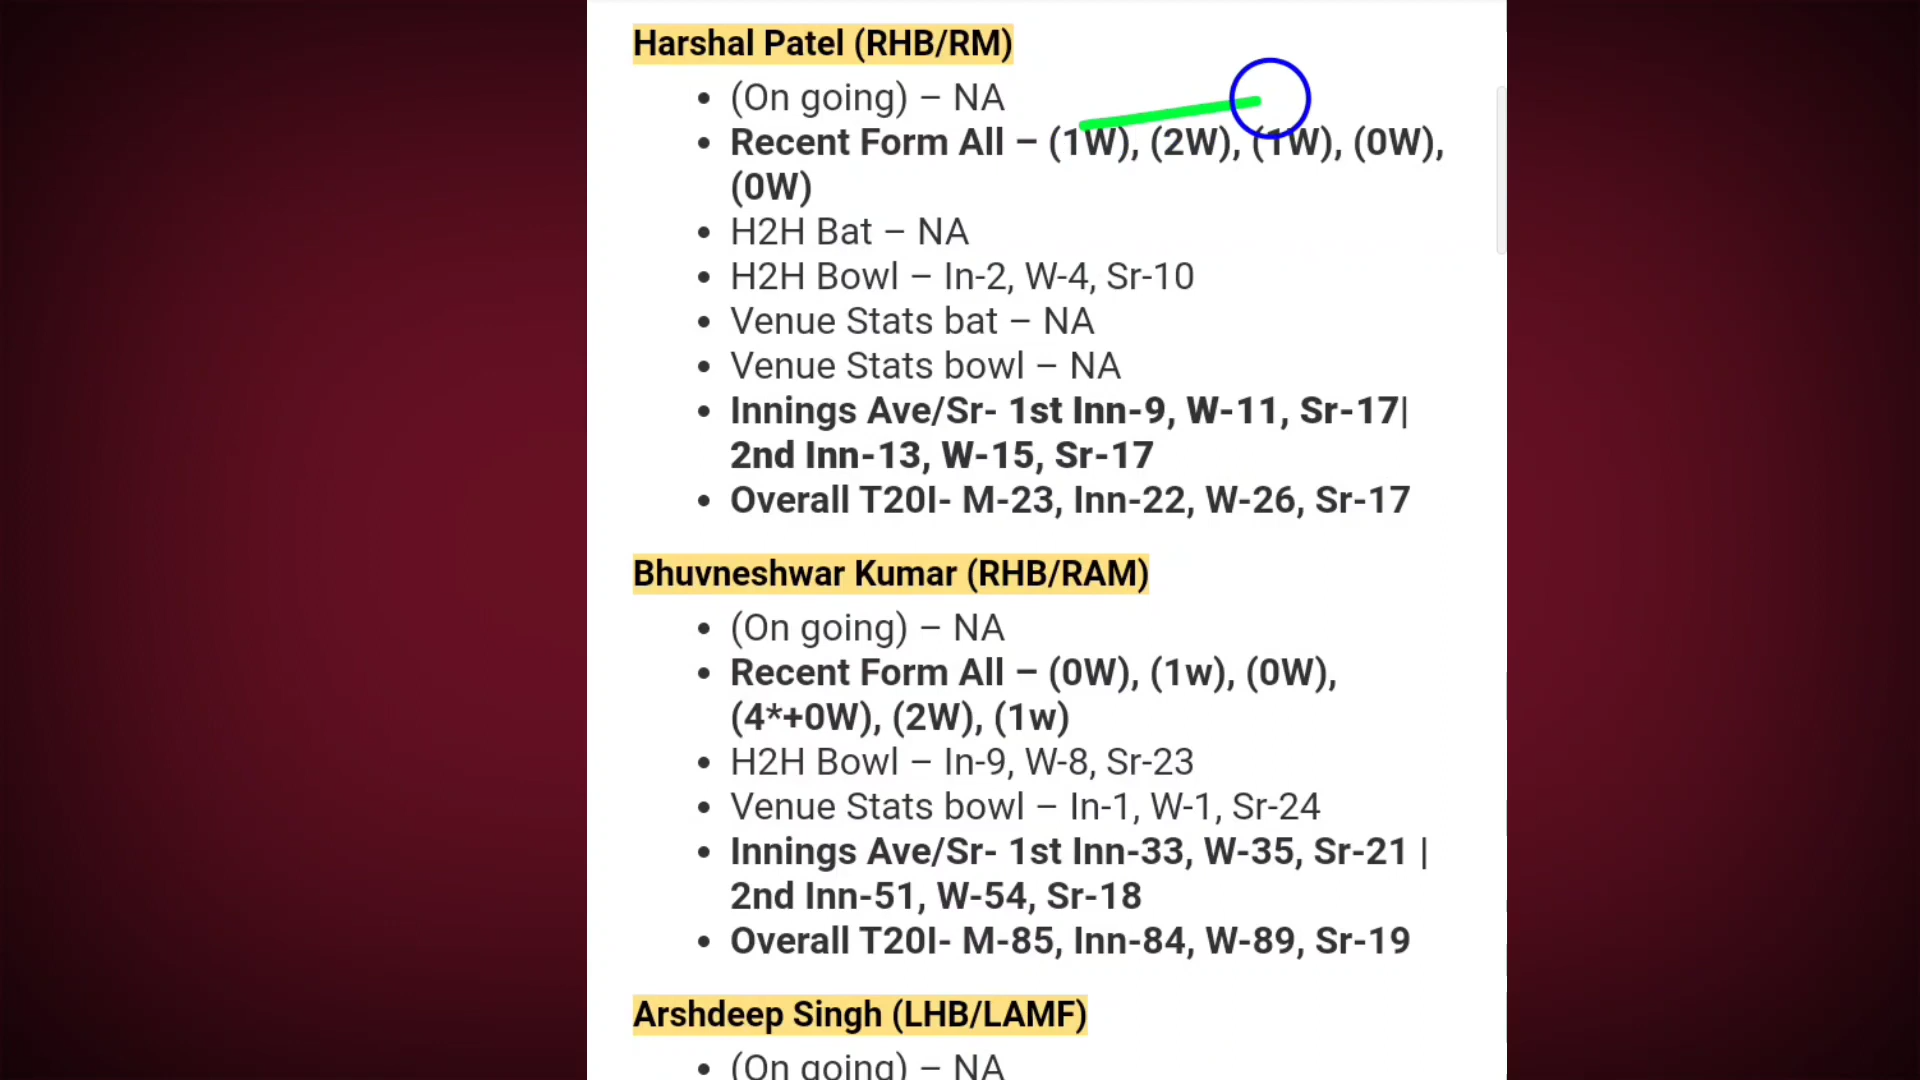 Harshal Patel (RHB/RM)
• (On going) – NA
• Recent Form All – (1W), (2W), (1W), (0W),
(0W)
• H2H Bat – NA
• H2H Bowl – In-2, W-4, Sr-10
• Venue Stats bat – NA
• Venue Stats bowl – NA
• Innings Ave/Sr- 1st Inn-9, W-11, Sr-17|
2nd Inn-13, W-15, Sr-17
• Overall T20I- M-23, Inn-22, W-26, Sr-17
Bhuvneshwar Kumar (RHB/RAM)
• (On going) – NA
• Recent Form All – (0W), (1w), (0W),
(4*+0W), (2W), (1w)
• H2H Bowl – In-9, W-8, Sr-23
• Venue Stats bowl – In-1, W-1, Sr-24
• Innings Ave/Sr- 1st Inn-33, W-35, Sr-21 |
2nd Inn-51, W-54, Sr-18
• Overall T20I- M-85, Inn-84, W-89, Sr-19
Arshdeep Singh (LHB/LAMF)
• (On going) – NA